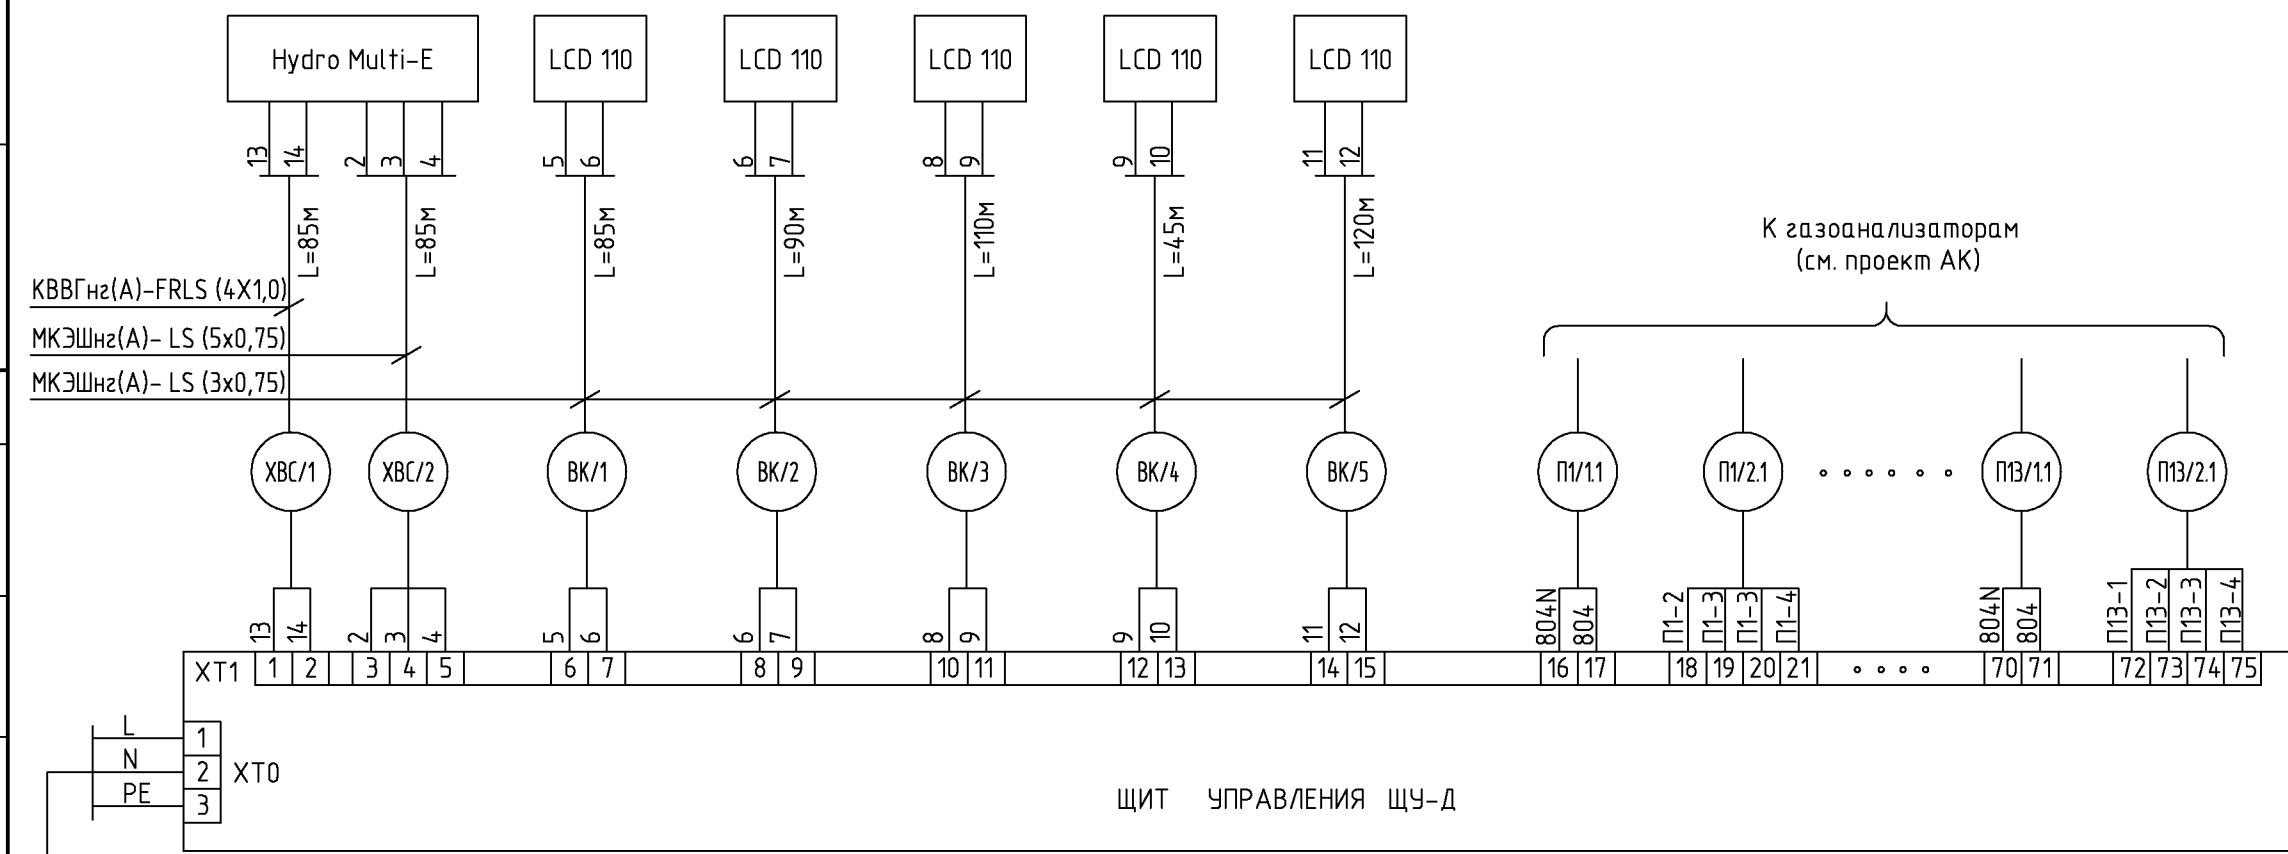 Hydro Multi-E
LCD 110
LCD 110
LCD 110
LCD 110
LCD 110
13 14 2 3 4 5 6 6 7 8 9 9 10 11 12
L=85м
L=85м
L=85м
L=90м
L=110м
L=45м
L=120м
К газоанализаторам
(см. проект АК)
КВВГнг(А)-FRLS (4X1,0)
МКЭШнг(А)- LS (5x0,75)
МКЭШнг(А)- LS (3x0,75)
ХВС/1 ХВС/2 ВК/1 ВК/2 ВК/3 ВК/4 ВК/5 П1/1.1 П1/2.1 П13/1.1 П13/2.1
13 14 2 3 4 5 6 6 7 8 9 9 10 11 12 804N 804 П1-2 П1-3 П1-3 П1-4 804N 804 П13-1 П13-2 П13-3 П13-4
XT1 1 2 3 4 5 6 7 8 9 10 11 12 13 14 15 16 17 18 19 20 21 70 71 72 73 74 75
L 1
N 2 XT0
PE 3
ЩИТ УПРАВЛЕНИЯ ЩУ-Д